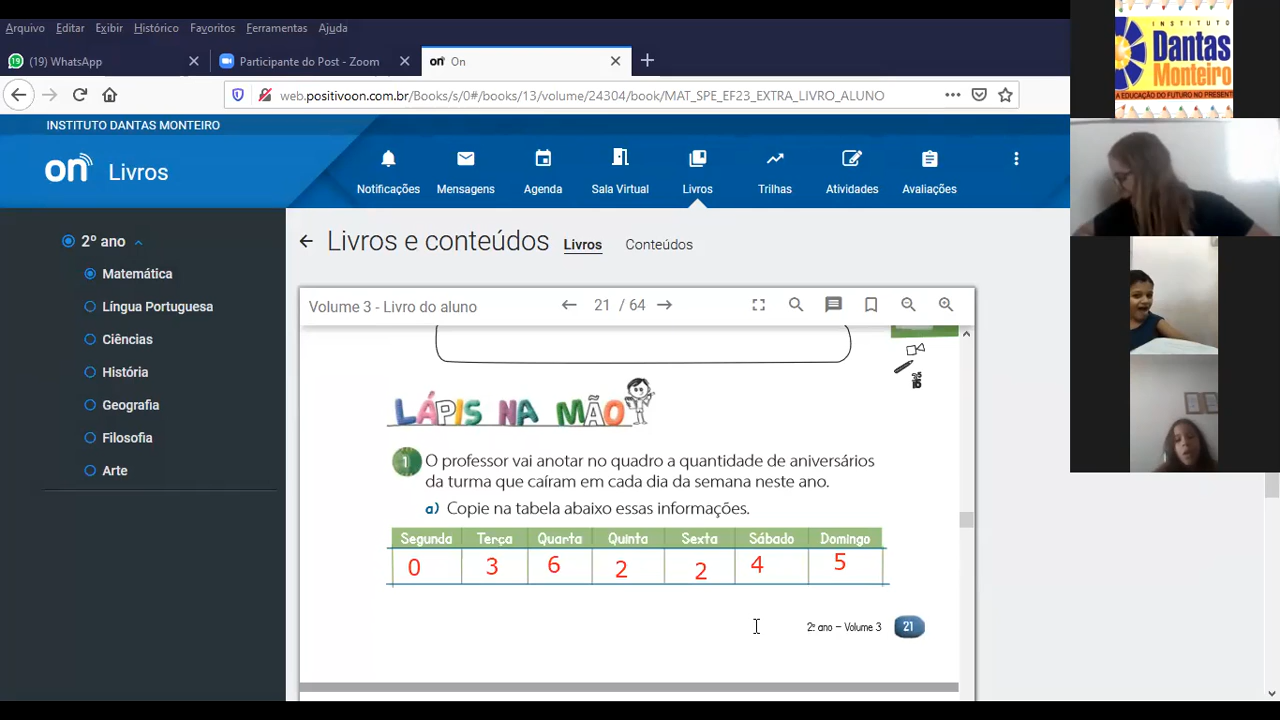 Arquivo Editar Exibir Histórico Favoritos Ferramentas Ajuda
(19) WhatsApp
Participante do Post - Zoom
On
web.positivoon.com.br
volume/24304/book/MAT_SPE_EF23_EXTRA_LIVRO_ALUNO
INSTITUTO DANTAS MONTEIRO
on Livros
Notificações Mensagens Agenda Sala Virtual Livros Trilhas Atividades Avaliações
2º ano
Matemática
Língua Portuguesa
Ciências
História
Geografia
Filosofia
Arte
Livros e conteúdos Livros Conteúdos
Volume 3 - Livro do aluno 21 / 64
LÁPIS NA MÃO
1 O professor vai anotar no quadro a quantidade de aniversários
da turma que caíram em cada dia da semana neste ano.
a) Copie na tabela abaixo essas informações.
Segunda Terça Quarta Quinta Sexta Sábado Domingo
0 3 6 2 2 4 5
2º ano – Volume 3 21
INSTITUTO
Dantas
Monteiro
A EDUCAÇÃO DO FUTURO NO PRESENT